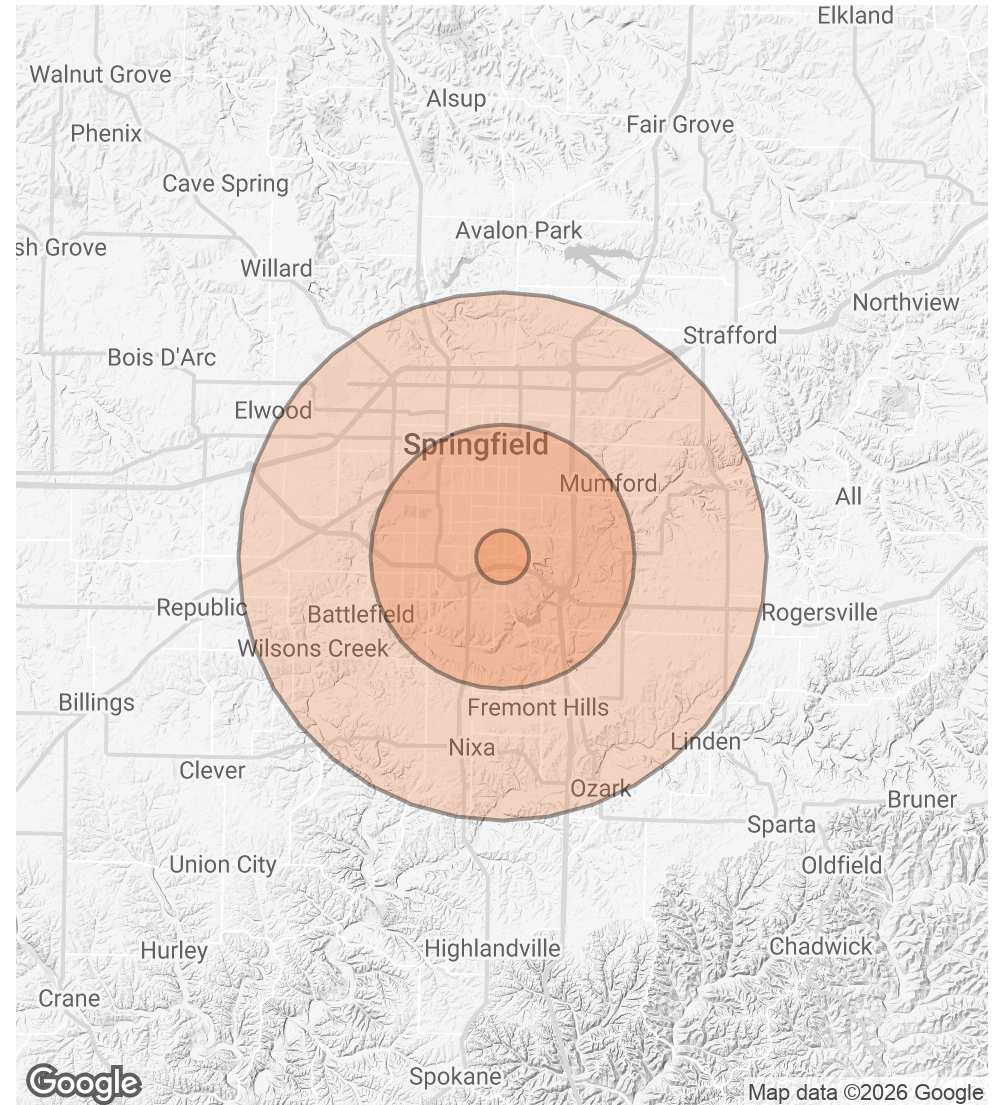 Elkland
Walnut Grove
Alsup
Phenix
Fair Grove
Cave Spring
Avalon Park
sh Grove
Willard
Northview
Strafford
Bois D'Arc
Elwood
Springfield
Mumford
All
Republic
Battlefield
Rogersville
Wilsons Creek
Billings
Fremont Hills
Linden
Nixa
Clever
Ozark
Bruner
Sparta
Union City
Oldfield
Hurley
Highlandville
Chadwick
Crane
Spokane
Google
Map data ©2026 Google